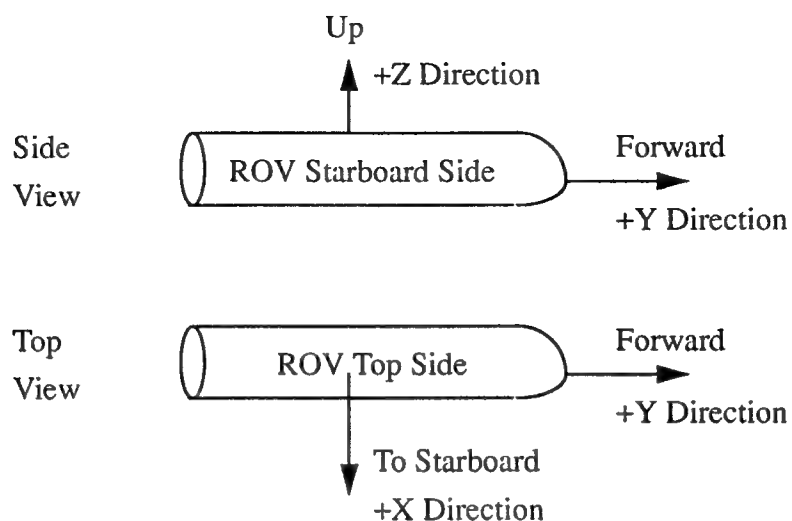 Up
+Z Direction
Side
View
ROV Starboard Side
Forward
+Y Direction
Top
View
ROV Top Side
Forward
+Y Direction
To Starboard
+X Direction